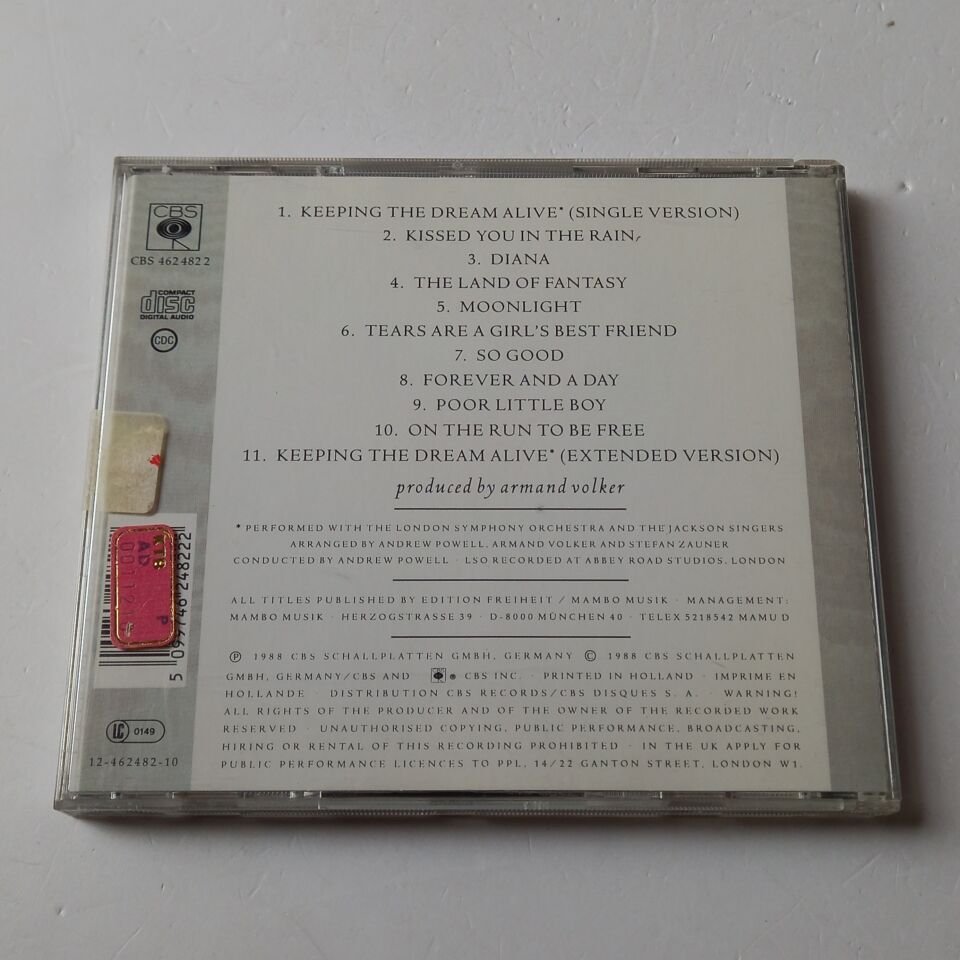 CBS
CBS 462 482 2
COMPACT
disc
DIGITAL AUDIO
CDC
1. KEEPING THE DREAM ALIVE* (SINGLE VERSION)
2. KISSED YOU IN THE RAIN
3. DIANA
4. THE LAND OF FANTASY
5. MOONLIGHT
6. TEARS ARE A GIRL'S BEST FRIEND
7. SO GOOD
8. FOREVER AND A DAY
9. POOR LITTLE BOY
10. ON THE RUN TO BE FREE
11. KEEPING THE DREAM ALIVE* (EXTENDED VERSION)
produced by armand volker
* PERFORMED WITH THE LONDON SYMPHONY ORCHESTRA AND THE JACKSON SINGERS
ARRANGED BY ANDREW POWELL, ARMAND VOLKER AND STEFAN ZAUNER
CONDUCTED BY ANDREW POWELL · LSO RECORDED AT ABBEY ROAD STUDIOS, LONDON
ALL TITLES PUBLISHED BY EDITION FREIHEIT / MAMBO MUSIK · MANAGEMENT:
MAMBO MUSIK · HERZOGSTRASSE 39 · D-8000 MÜNCHEN 40 · TELEX 5218542 MAMU D
℗ 1988 CBS SCHALLPLATTEN GMBH, GERMANY © 1988 CBS SCHALLPLATTEN
GMBH, GERMANY/CBS AND ® CBS INC. · PRINTED IN HOLLAND · IMPRIME EN
HOLLANDE · DISTRIBUTION CBS RECORDS/CBS DISQUES S. A. · WARNING!
ALL RIGHTS OF THE PRODUCER AND OF THE OWNER OF THE RECORDED WORK
RESERVED · UNAUTHORISED COPYING, PUBLIC PERFORMANCE, BROADCASTING,
HIRING OR RENTAL OF THIS RECORDING PROHIBITED · IN THE UK APPLY FOR
PUBLIC PERFORMANCE LICENCES TO PPL, 14/22 GANTON STREET, LONDON W1.
KTB
AD
P
5 099746 248222
LC 0149
12-462482-10